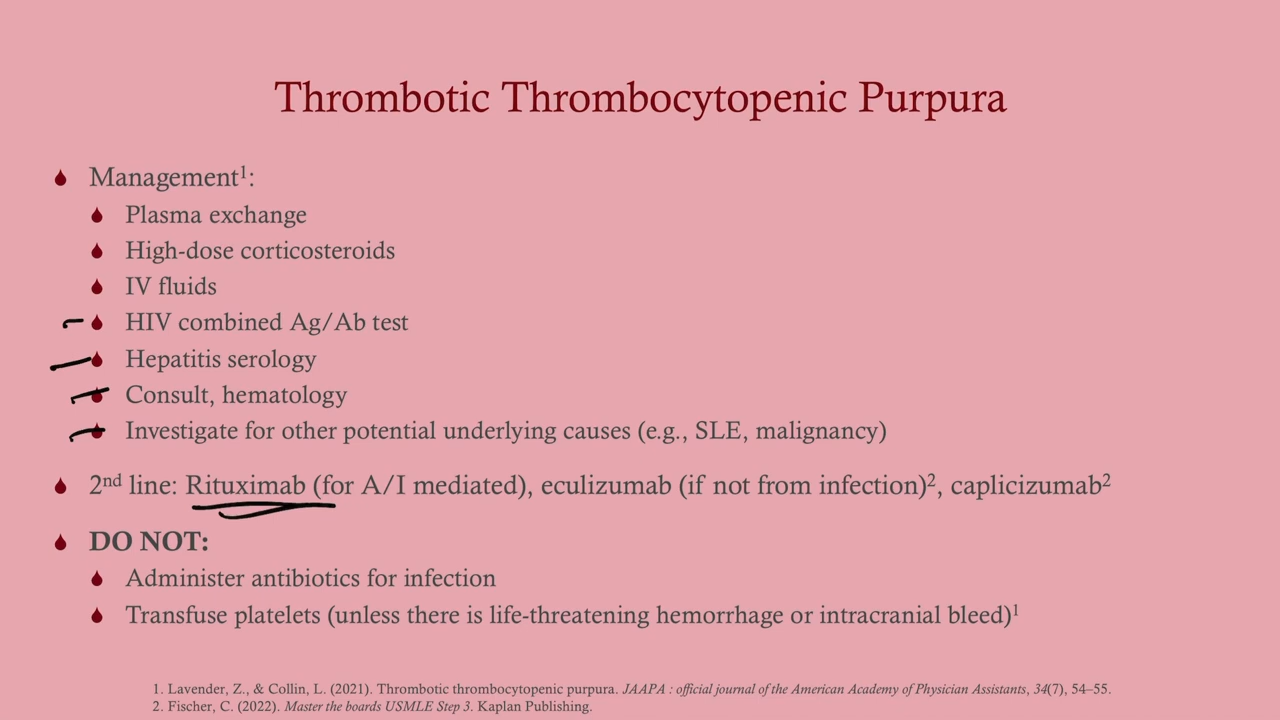 Thrombotic Thrombocytopenic Purpura
Management¹:
Plasma exchange
High-dose corticosteroids
IV fluids
HIV combined Ag/Ab test
Hepatitis serology
Consult, hematology
Investigate for other potential underlying causes (e.g., SLE, malignancy)
2nd line: Rituximab (for A/I mediated), eculizumab (if not from infection)², caplicizumab²
DO NOT:
Administer antibiotics for infection
Transfuse platelets (unless there is life-threatening hemorrhage or intracranial bleed)¹
1. Lavender, Z., & Collin, L. (2021). Thrombotic thrombocytopenic purpura. JAAPA : official journal of the American Academy of Physician Assistants, 34(7), 54–55.
2. Fischer, C. (2022). Master the boards USMLE Step 3. Kaplan Publishing.